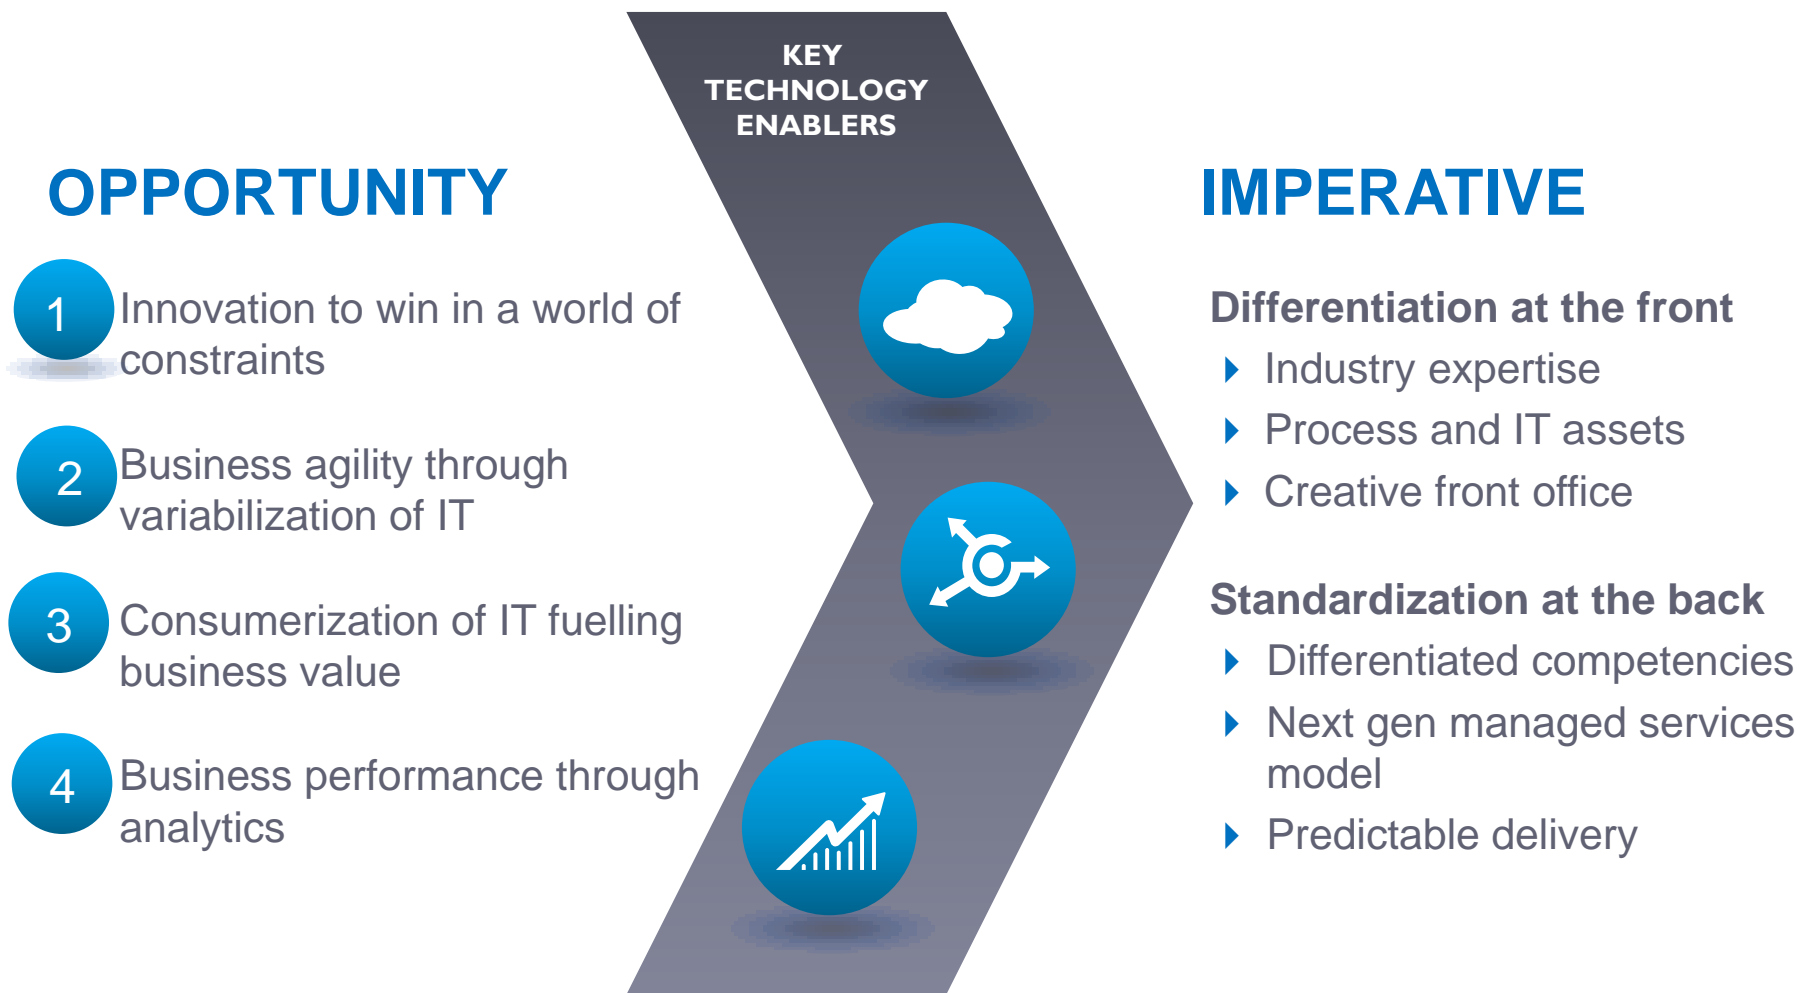 KEY
TECHNOLOGY
ENABLERS
OPPORTUNITY
1
Innovation to win in a world of
constraints
2
Business agility through
variabilization of IT
3
Consumerization of IT fuelling
business value
4
Business performance through
analytics
IMPERATIVE
Differentiation at the front
Industry expertise
Process and IT assets
Creative front office
Standardization at the back
Differentiated competencies
Next gen managed services
model
Predictable delivery